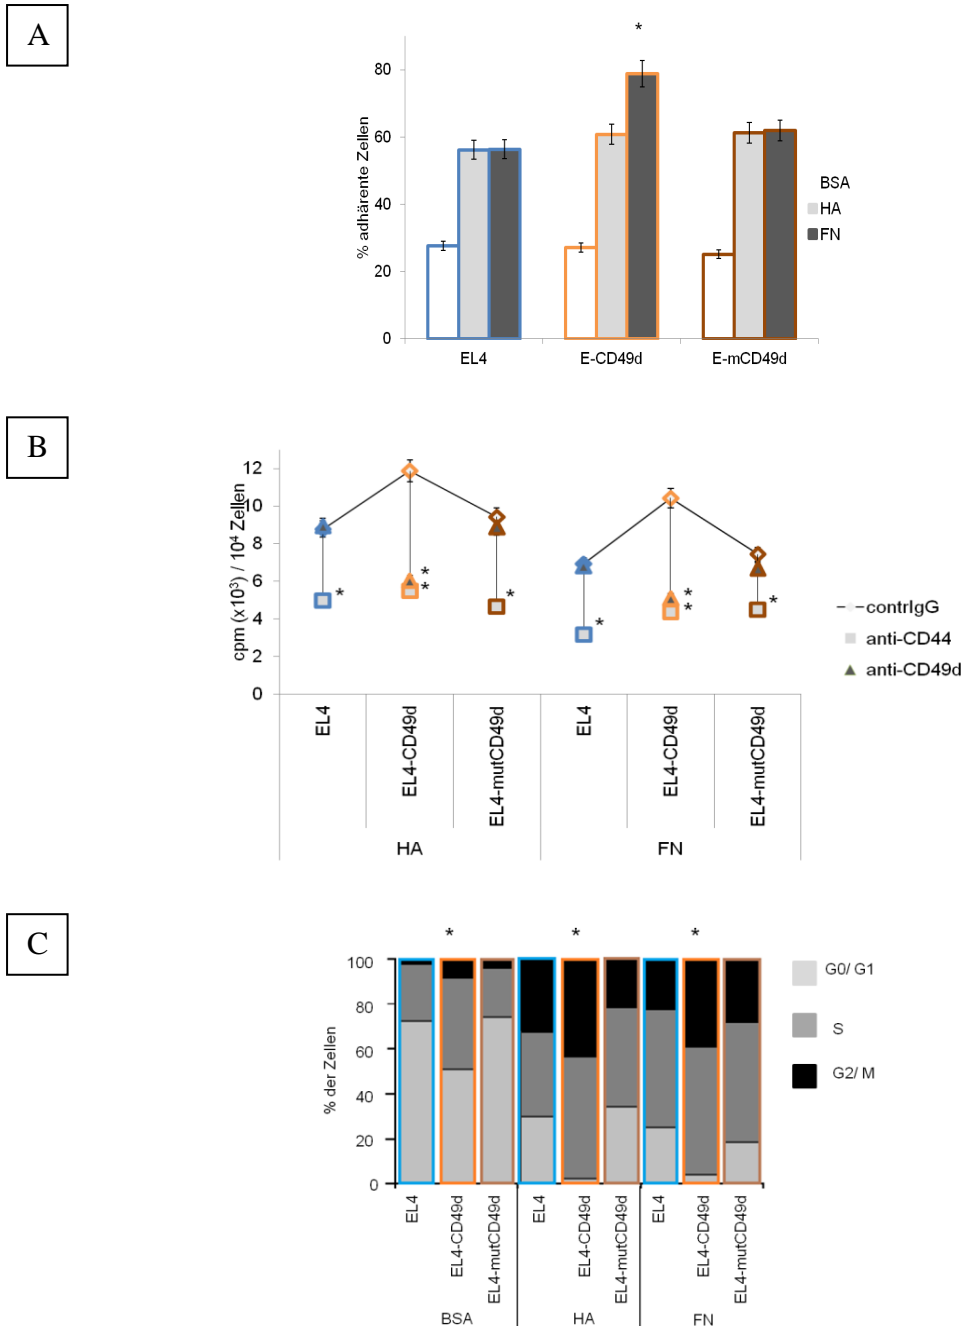 A
*
% adhärente Zellen
80
60
40
20
0
BSA
HA
FN
EL4
E-CD49d
E-mCD49d
B
cpm (x10³) / 10⁴ Zellen
12
10
8
6
4
2
0
*
*
*
*
*
*
*
*
contrIgG
anti-CD44
anti-CD49d
EL4
EL4-CD49d
EL4-mutCD49d
EL4
EL4-CD49d
EL4-mutCD49d
HA
FN
C
*
*
*
% der Zellen
100
80
60
40
20
0
G0/ G1
S
G2/ M
EL4
EL4-CD49d
EL4-mutCD49d
EL4
EL4-CD49d
EL4-mutCD49d
EL4
EL4-CD49d
EL4-mutCD49d
BSA
HA
FN